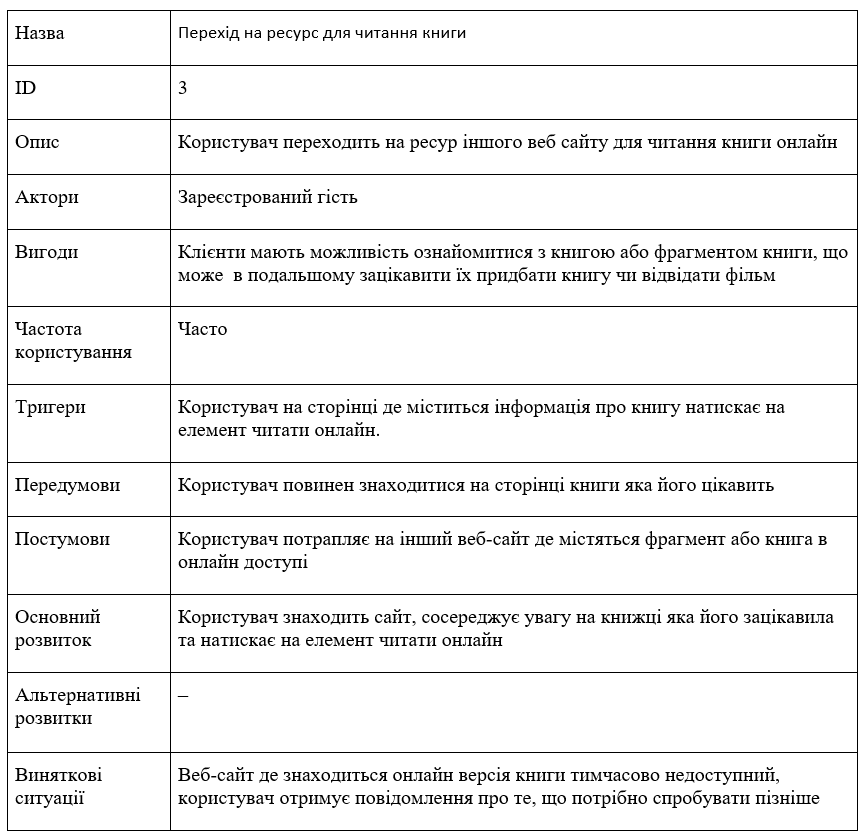 Назва
Перехід на ресурс для читання книги
ID
3
Опис
Користувач переходить на ресур іншого веб сайту для читання книги онлайн
Актори
Зареєстрований гість
Вигоди
Клієнти мають можливість ознайомитися з книгою або фрагментом книги, що
може в подальшому зацікавити їх придбати книгу чи відвідати фільм
Частота
користування
Часто
Тригери
Користувач на сторінці де міститься інформація про книгу натискає на
елемент читати онлайн.
Передумови
Користувач повинен знаходитися на сторінці книги яка його цікавить
Постумови
Користувач потрапляє на інший веб-сайт де містяться фрагмент або книга в
онлайн доступі
Основний
розвиток
Користувач знаходить сайт, сосереджує увагу на книжці яка його зацікавила
та натискає на елемент читати онлайн
Альтернативні
розвитки
–
Виняткові
ситуації
Веб-сайт де знаходиться онлайн версія книги тимчасово недоступний,
користувач отримує повідомлення про те, що потрібно спробувати пізніше